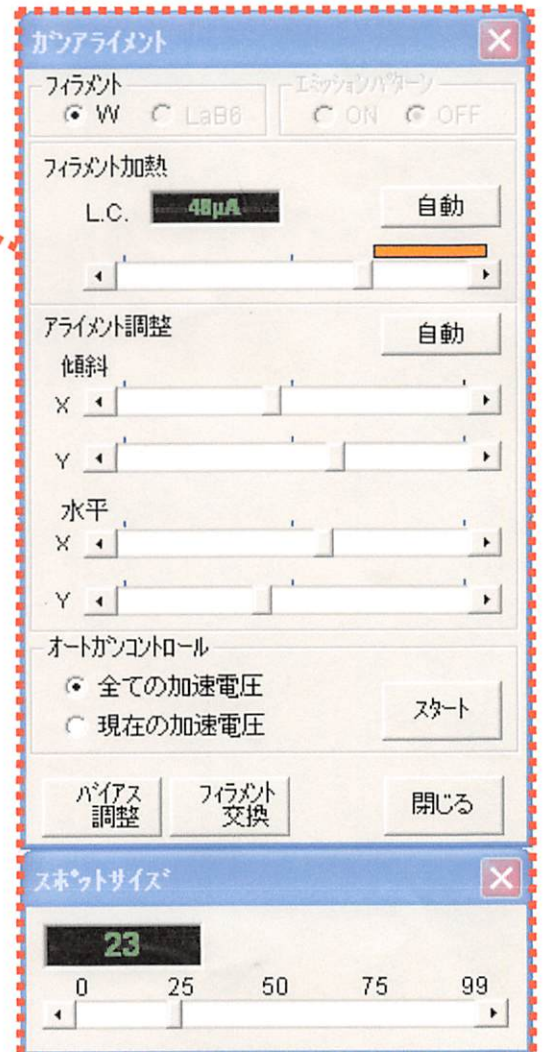 ガンアライメント
フィラメント
W LaB6
エミッションパターン
ON OFF
フィラメント加熱
L.C. 48μA 自動
アライメント調整 自動
傾斜
X
Y
水平
X
Y
オートガンコントロール
全ての加速電圧
現在の加速電圧
スタート
バイアス
調整
フィラメント
交換
閉じる
スポットサイズ
23
0 25 50 75 99